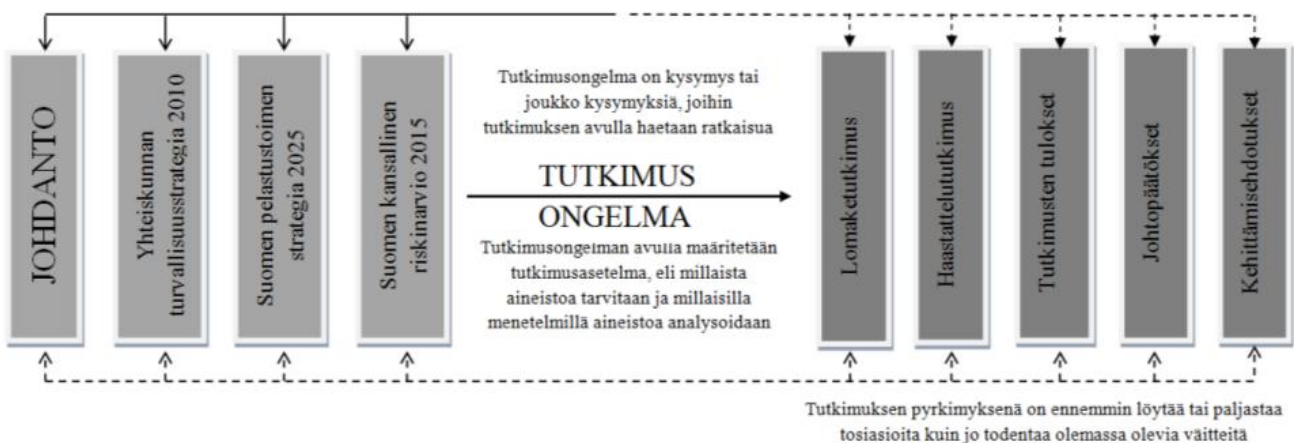 JOHDANTO
Yhteiskunnan
turvallisuusstrategia 2010
Suomen pelastustoimen
strategia 2025
Suomen kansallinen
riskinarvio 2015
Tutkimusongelma on kysymys tai
joukko kysymyksiä, joihin
tutkimuksen avulla haetaan ratkaisua
TUTKIMUS
ONGELMA
Tutkimusongelman avulla määritetään
tutkimusasetelma, eli millaista
aineistoa tarvitaan ja millaisilla
menetelmillä aineistoa analysoidaan
Lomaketutkimus
Haastattelututkimus
Tutkimusten tulokset
Johtopäätökset
Kehittämisehdotukset
Tutkimuksen pyrkimyksenä on ennemmin löytää tai paljastaa
tosiasioita kuin jo todentaa olemassa olevia väitteitä